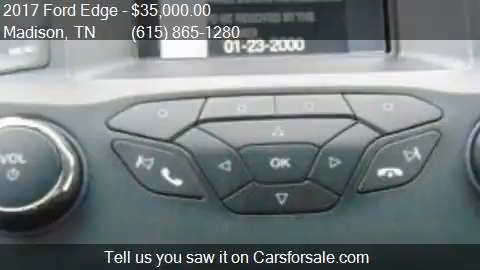 2017 Ford Edge - $35,000.00
Madison, TN (615) 865-1280
MENU
01-23-2000
VOL
OK
Tell us you saw it on Carsforsale.com